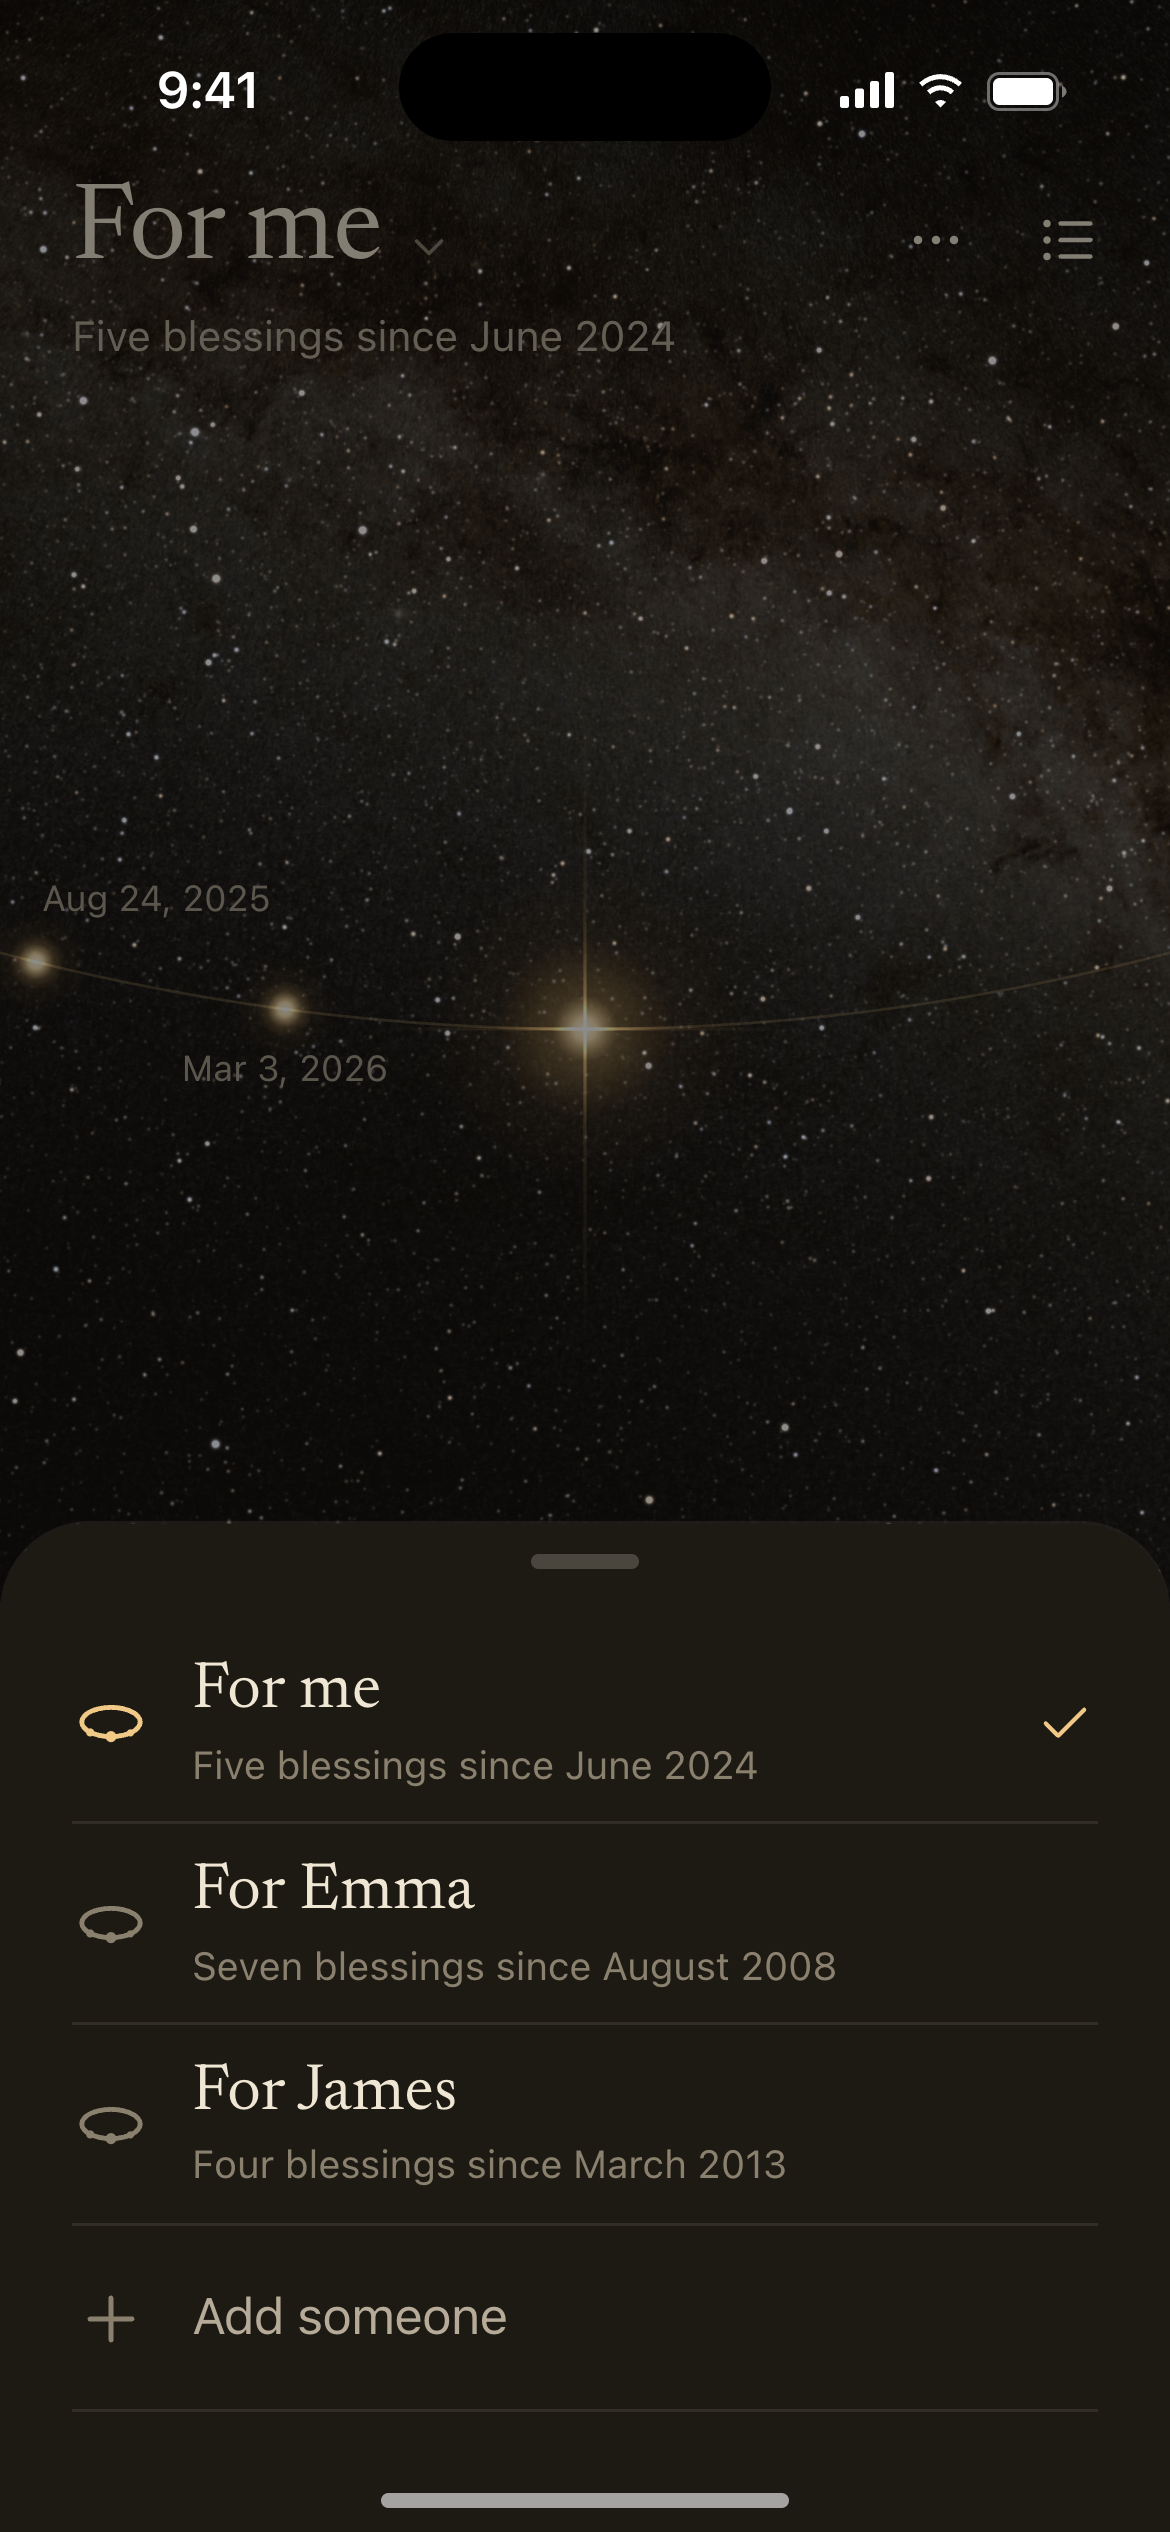 9:41
For me
Five blessings since June 2024
Aug 24, 2025
Mar 3, 2026
For me
Five blessings since June 2024
For Emma
Seven blessings since August 2008
For James
Four blessings since March 2013
Add someone